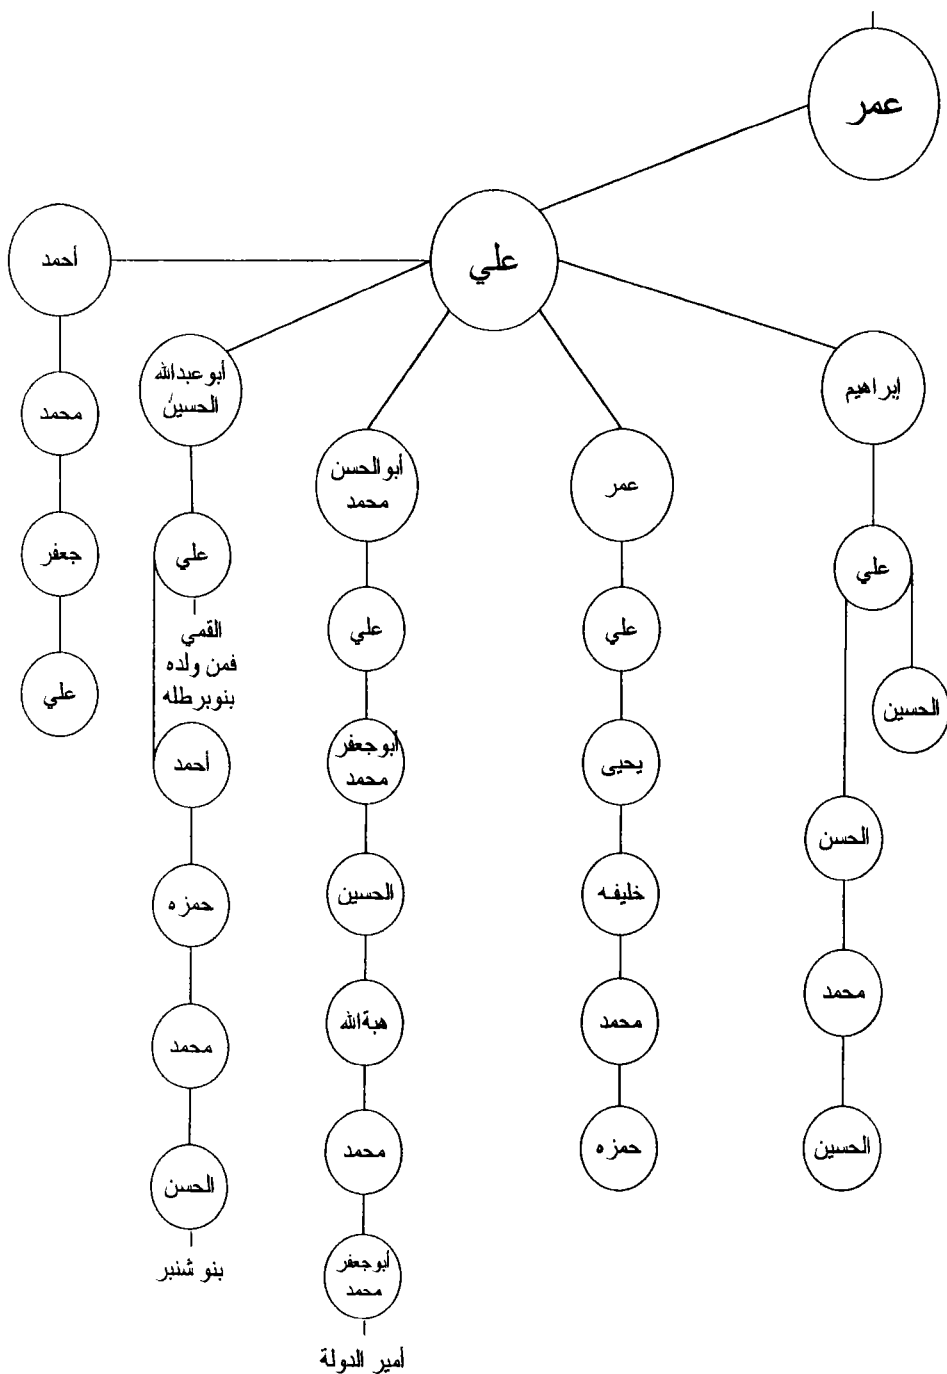 عمر
علي
إبراهيم
علي
الحسين
الحسن
محمد
الحسين
عمر
علي
يحيى
خليفه
محمد
حمزه
أبو الحسن
محمد
علي
أبو جعفر
محمد
الحسين
هبة الله
محمد
أبو جعفر
محمد
أمير الدولة
أبو عبدالله
الحسين
علي
القمي
فمن ولده
بنو برطله
أحمد
حمزه
محمد
الحسن
بنو شنبر
أحمد
محمد
جعفر
علي